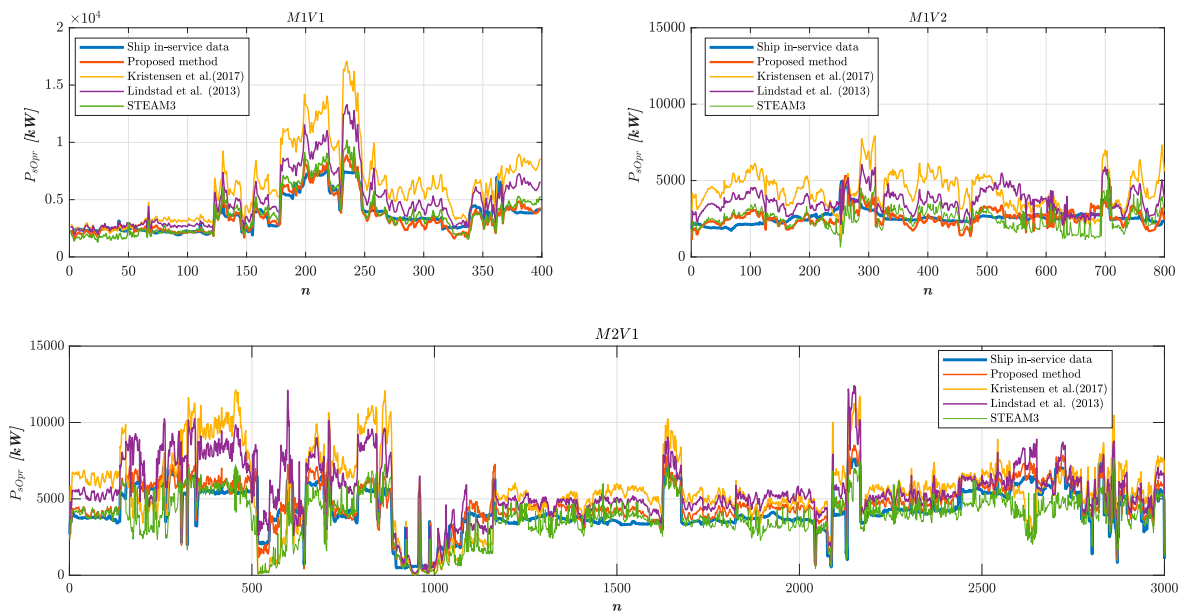 M1V1
×10⁴
2
1.5
1
0.5
0
P_sOpr [kW]
Ship in-service data
Proposed method
Kristensen et al.(2017)
Lindstad et al. (2013)
STEAM3
0 50 100 150 200 250 300 350 400
n
M1V2
15000
10000
5000
0
P_sOpr [kW]
Ship in-service data
Proposed method
Kristensen et al.(2017)
Lindstad et al. (2013)
STEAM3
0 100 200 300 400 500 600 700 800
n
M2V1
15000
10000
5000
0
P_sOpr [kW]
Ship in-service data
Proposed method
Kristensen et al.(2017)
Lindstad et al. (2013)
STEAM3
0 500 1000 1500 2000 2500 3000
n